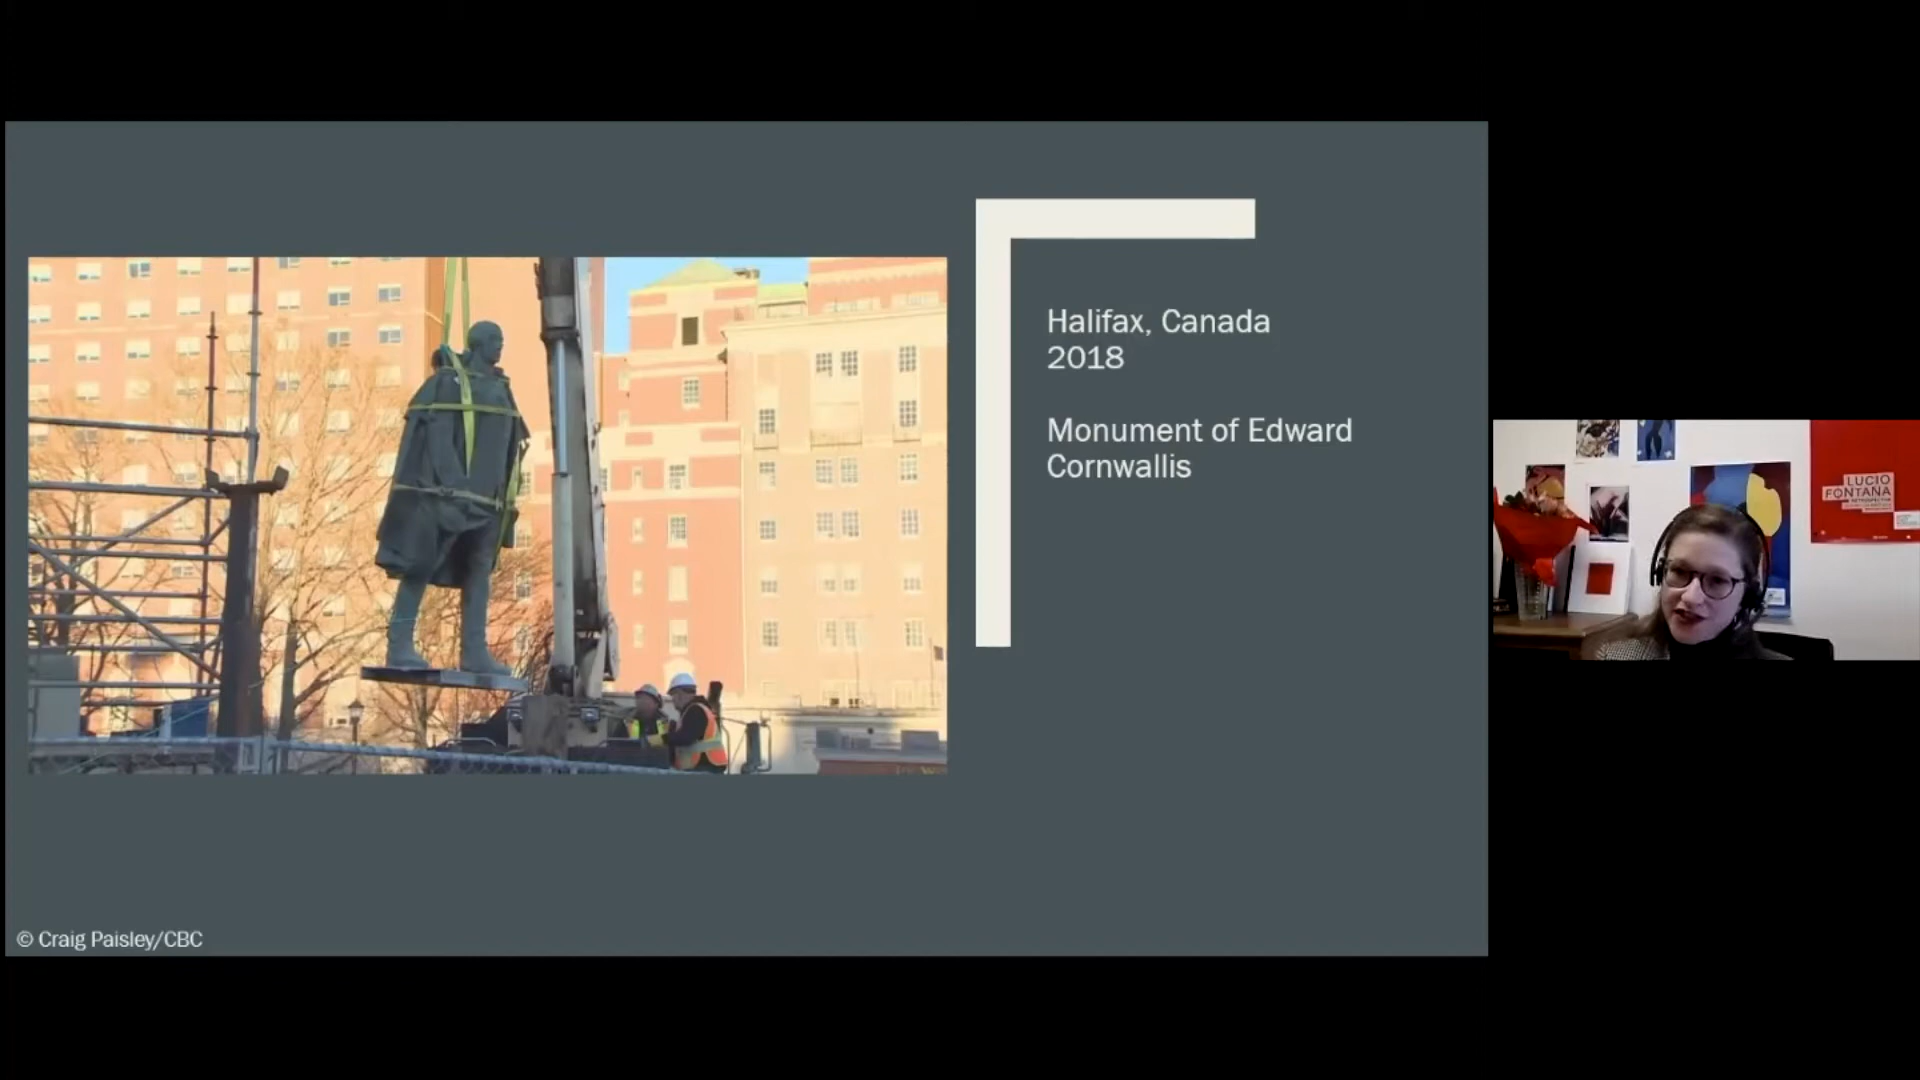 Halifax, Canada
2018
Monument of Edward
Cornwallis
© Craig Paisley/CBC
LUCIO
FONTANA